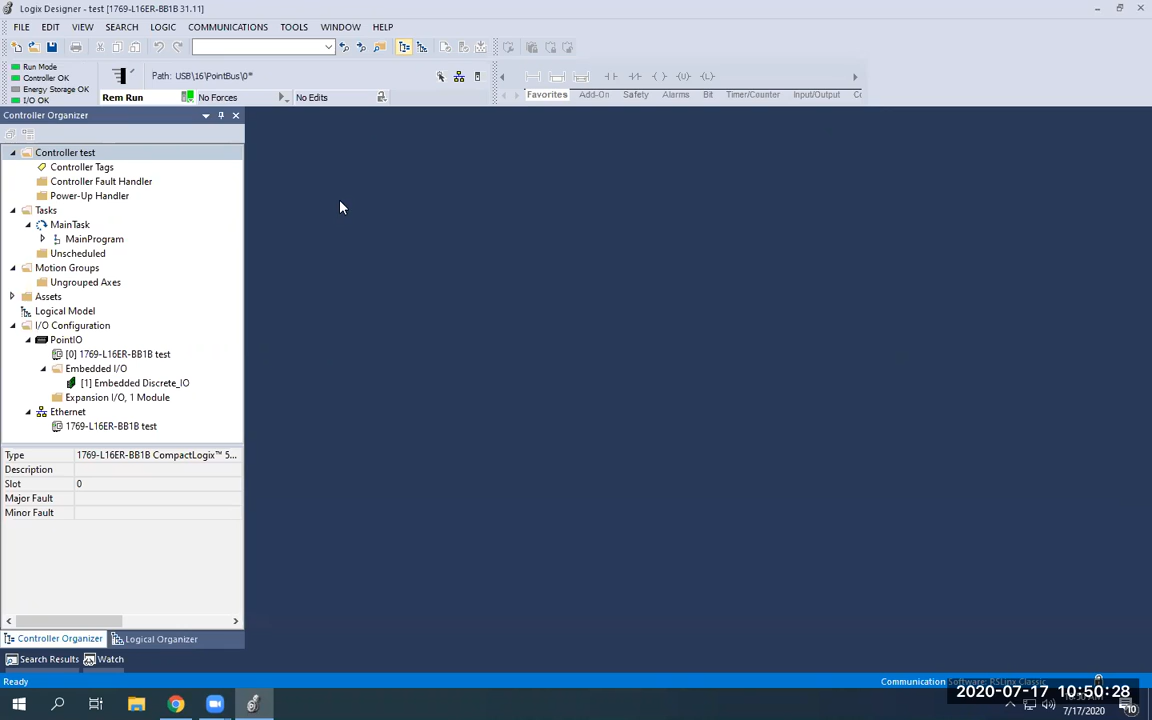 Logix Designer - test [1769-L16ER-BB1B 31.11]
FILE EDIT VIEW SEARCH LOGIC COMMUNICATIONS TOOLS WINDOW HELP
Run Mode
Controller OK
Energy Storage OK
I/O OK
Path: USB\16\PointBus\0*
Rem Run No Forces No Edits
Favorites Add-On Safety Alarms Bit Timer/Counter Input/Output
Controller Organizer
Controller test
Controller Tags
Controller Fault Handler
Power-Up Handler
Tasks
MainTask
MainProgram
Unscheduled
Motion Groups
Ungrouped Axes
Assets
Logical Model
I/O Configuration
PointIO
[0] 1769-L16ER-BB1B test
Embedded I/O
[1] Embedded Discrete_IO
Expansion I/O, 1 Module
Ethernet
1769-L16ER-BB1B test
Type 1769-L16ER-BB1B CompactLogix™ 5...
Description
Slot 0
Major Fault
Minor Fault
Controller Organizer Logical Organizer
Search Results Watch
Ready Communication Software: RSLinx Classic
2020-07-17 10:50:28
7/17/2020 10